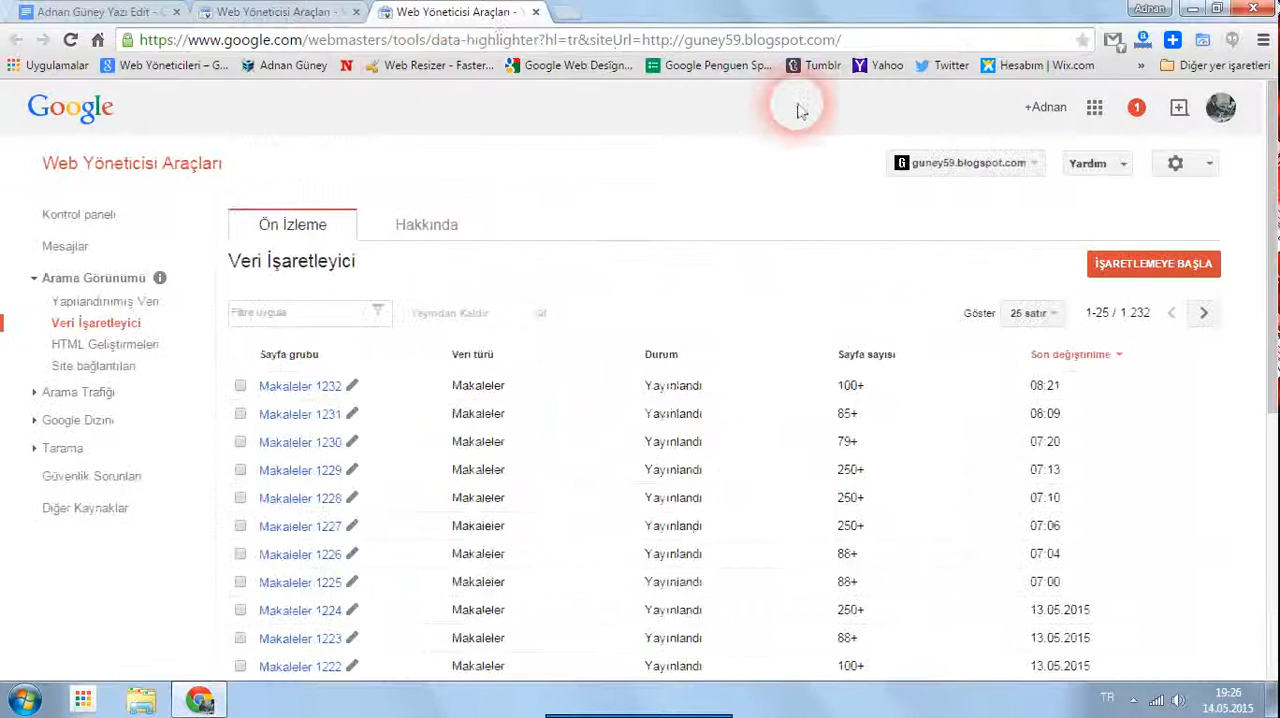 Adnan Güney Yazı Edit - G
Web Yöneticisi Araçları -
Web Yöneticisi Araçları -
Adnan
https://www.google.com/webmasters/tools/data-highlighter?hl=tr&siteUrl=http://guney59.blogspot.com/
Uygulamalar
Web Yöneticileri – G...
Adnan Güney
Web Resizer - Faster...
Google Web Design...
Google Penguen Sp...
Tumblr
Yahoo
Twitter
Hesabım | Wix.com
»
Diğer yer işaretleri
Google
+Adnan
1
Web Yöneticisi Araçları
guney59.blogspot.com
Yardım
Kontrol paneli
Mesajlar
Arama Görünümü
Yapılandırılmış Veri
Veri İşaretleyici
HTML Geliştirmeleri
Site bağlantıları
Arama Trafiği
Google Dizini
Tarama
Güvenlik Sorunları
Diğer Kaynaklar
Ön İzleme
Hakkında
Veri İşaretleyici
İŞARETLEMEYE BAŞLA
Filtre uygula
Yayından Kaldır
Göster
25 satır
1-25 / 1.232
Sayfa grubu Veri türü Durum Sayfa sayısı Son değiştirilme
Makaleler 1232 Makaleler Yayınlandı 100+ 08:21
Makaleler 1231 Makaleler Yayınlandı 85+ 08:09
Makaleler 1230 Makaleler Yayınlandı 79+ 07:20
Makaleler 1229 Makaleler Yayınlandı 250+ 07:13
Makaleler 1228 Makaleler Yayınlandı 250+ 07:10
Makaleler 1227 Makaleler Yayınlandı 250+ 07:06
Makaleler 1226 Makaleler Yayınlandı 88+ 07:04
Makaleler 1225 Makaleler Yayınlandı 88+ 07:00
Makaleler 1224 Makaleler Yayınlandı 250+ 13.05.2015
Makaleler 1223 Makaleler Yayınlandı 88+ 13.05.2015
Makaleler 1222 Makaleler Yayınlandı 100+ 13.05.2015
TR
19:26
14.05.2015